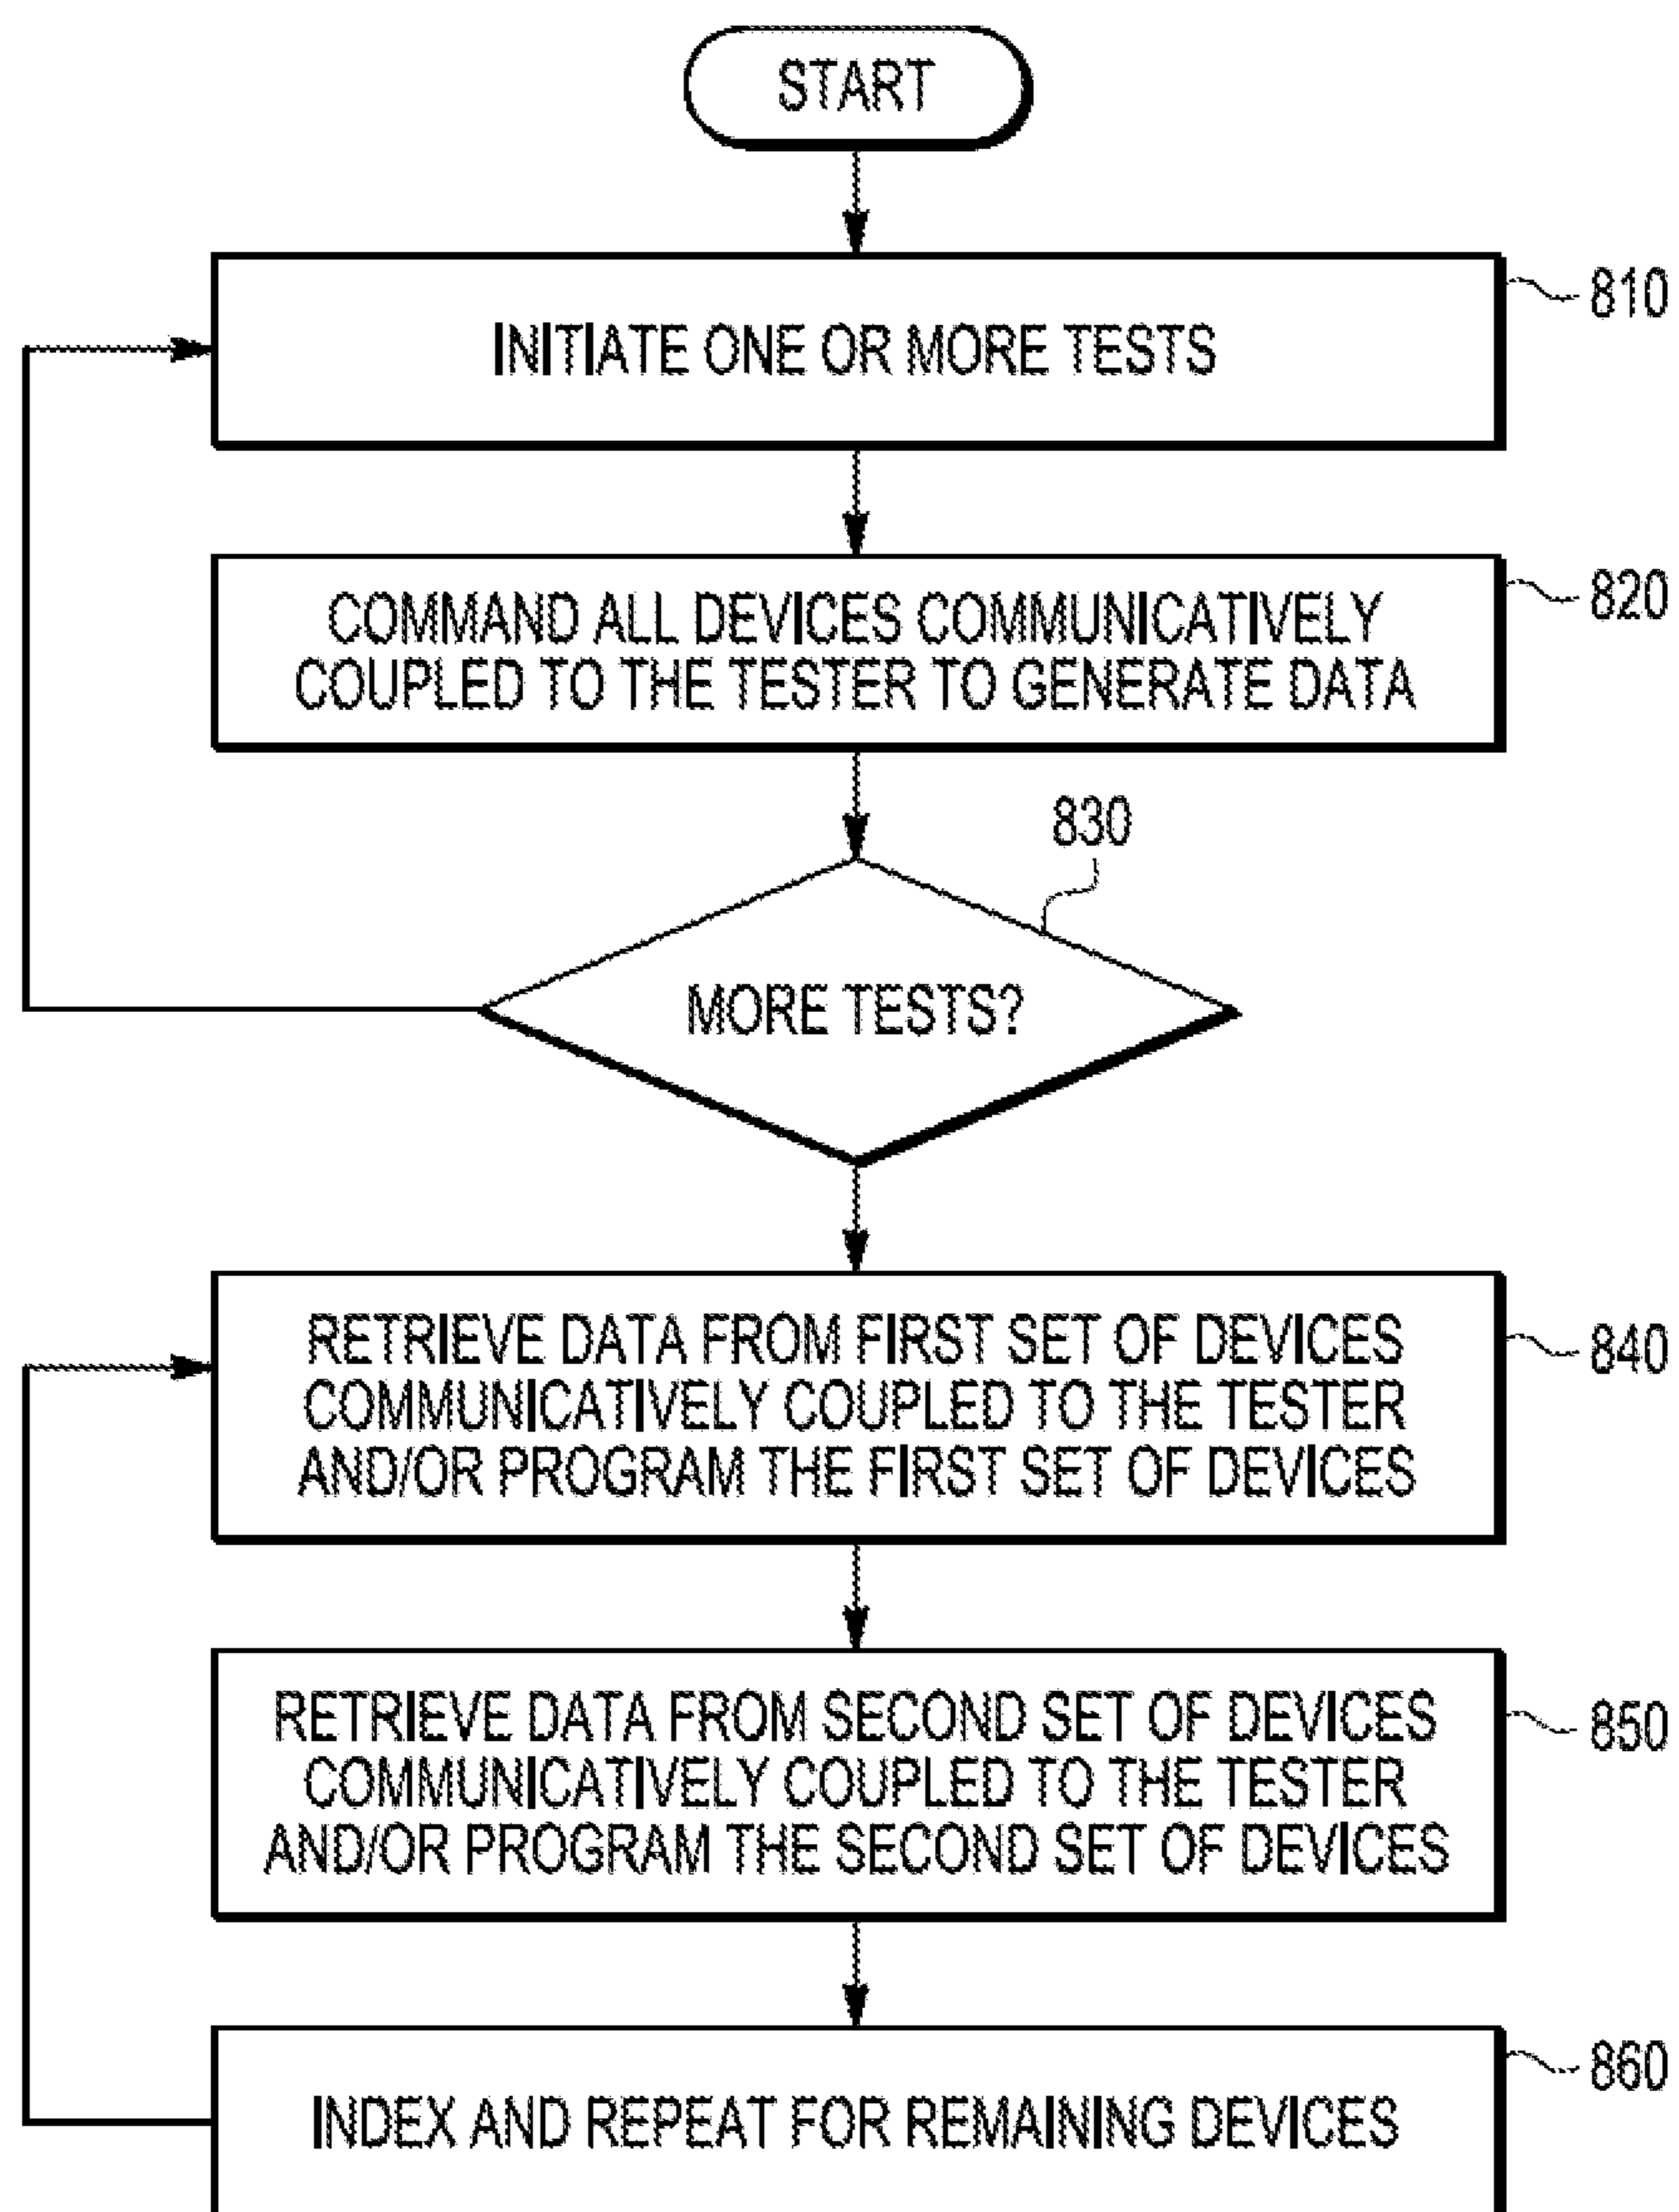 START
INITIATE ONE OR MORE TESTS
810
COMMAND ALL DEVICES COMMUNICATIVELY
COUPLED TO THE TESTER TO GENERATE DATA
820
830
MORE TESTS?
RETRIEVE DATA FROM FIRST SET OF DEVICES
COMMUNICATIVELY COUPLED TO THE TESTER
AND/OR PROGRAM THE FIRST SET OF DEVICES
840
RETRIEVE DATA FROM SECOND SET OF DEVICES
COMMUNICATIVELY COUPLED TO THE TESTER
AND/OR PROGRAM THE SECOND SET OF DEVICES
850
INDEX AND REPEAT FOR REMAINING DEVICES
860